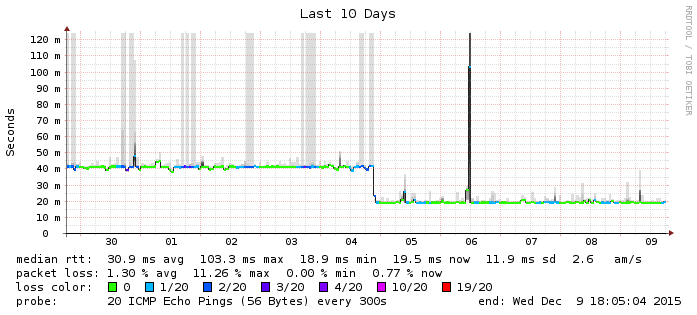 Last 10 Days
RRDTOOL / TOBI OETIKER
Seconds
120 m
110 m
100 m
90 m
80 m
70 m
60 m
50 m
40 m
30 m
20 m
10 m
0
30 01 02 03 04 05 06 07 08 09
median rtt: 30.9 ms avg 103.3 ms max 18.9 ms min 19.5 ms now 11.9 ms sd 2.6 am/s
packet loss: 1.30 % avg 11.26 % max 0.00 % min 0.77 % now
loss color: 0 1/20 2/20 3/20 4/20 10/20 19/20
probe: 20 ICMP Echo Pings (56 Bytes) every 300s end: Wed Dec 9 18:05:04 2015